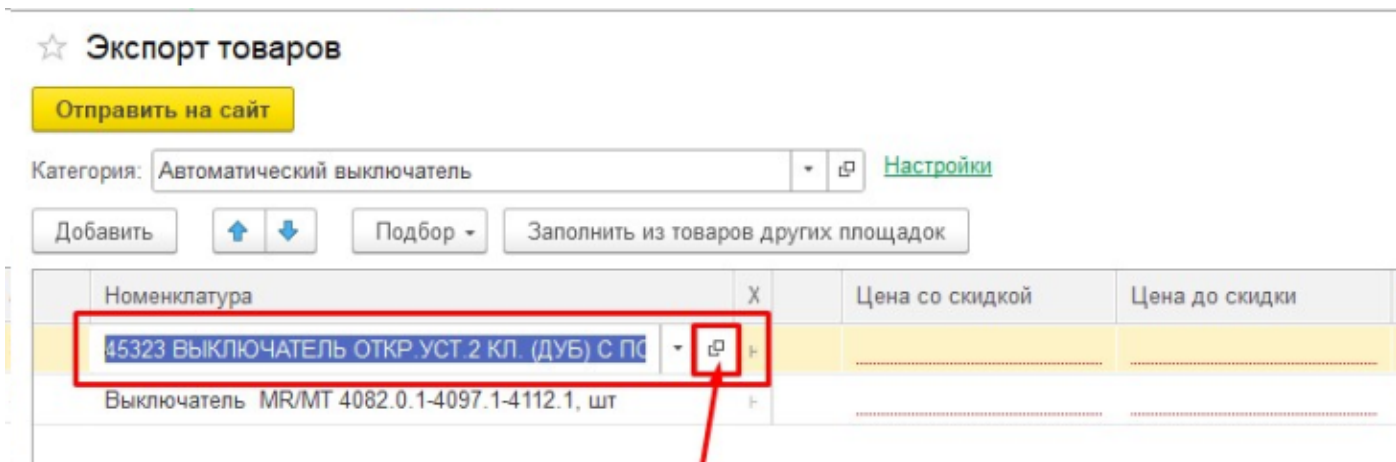 Экспорт товаров
Отправить на сайт
Категория: Автоматический выключатель Настройки
Добавить Подбор Заполнить из товаров других площадок
Номенклатура X Цена со скидкой Цена до скидки
45323 ВЫКЛЮЧАТЕЛЬ ОТКР.УСТ.2 КЛ. (ДУБ) С
Выключатель MR/MT 4082.0.1-4097.1-4112.1, шт